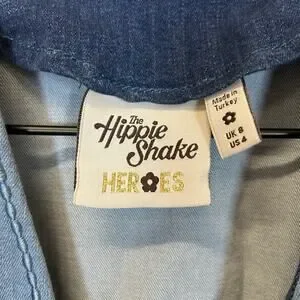 The
Hippie
Shake
HEROES
Made in
Turkey
UK 8
US 4